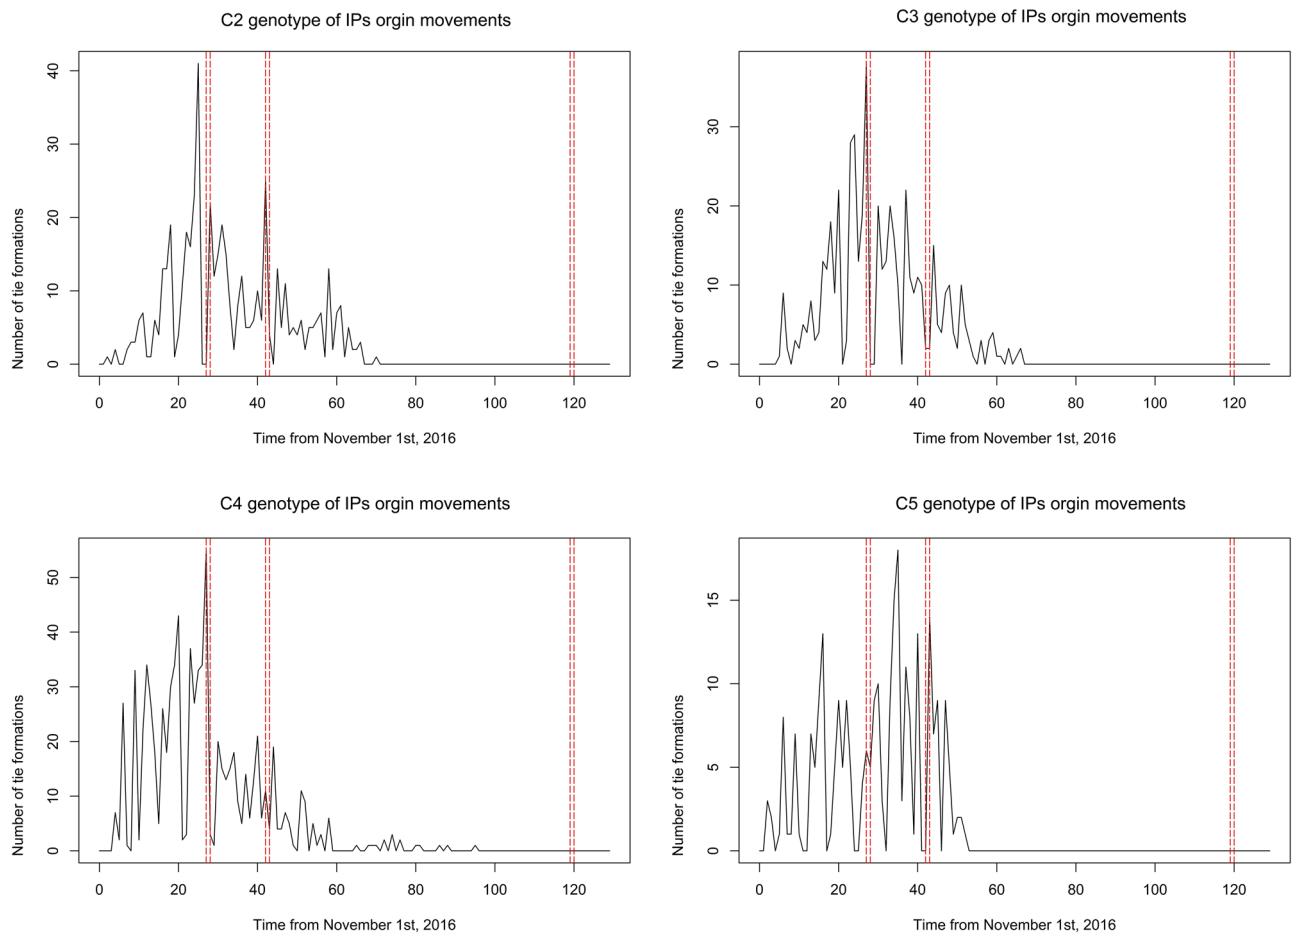 C2 genotype of IPs orgin movements
Number of tie formations
0 10 20 30 40
0 20 40 60 80 100 120
Time from November 1st, 2016
C3 genotype of IPs orgin movements
Number of tie formations
0 10 20 30
0 20 40 60 80 100 120
Time from November 1st, 2016
C4 genotype of IPs orgin movements
Number of tie formations
0 10 20 30 40 50
0 20 40 60 80 100 120
Time from November 1st, 2016
C5 genotype of IPs orgin movements
Number of tie formations
0 5 10 15
0 20 40 60 80 100 120
Time from November 1st, 2016